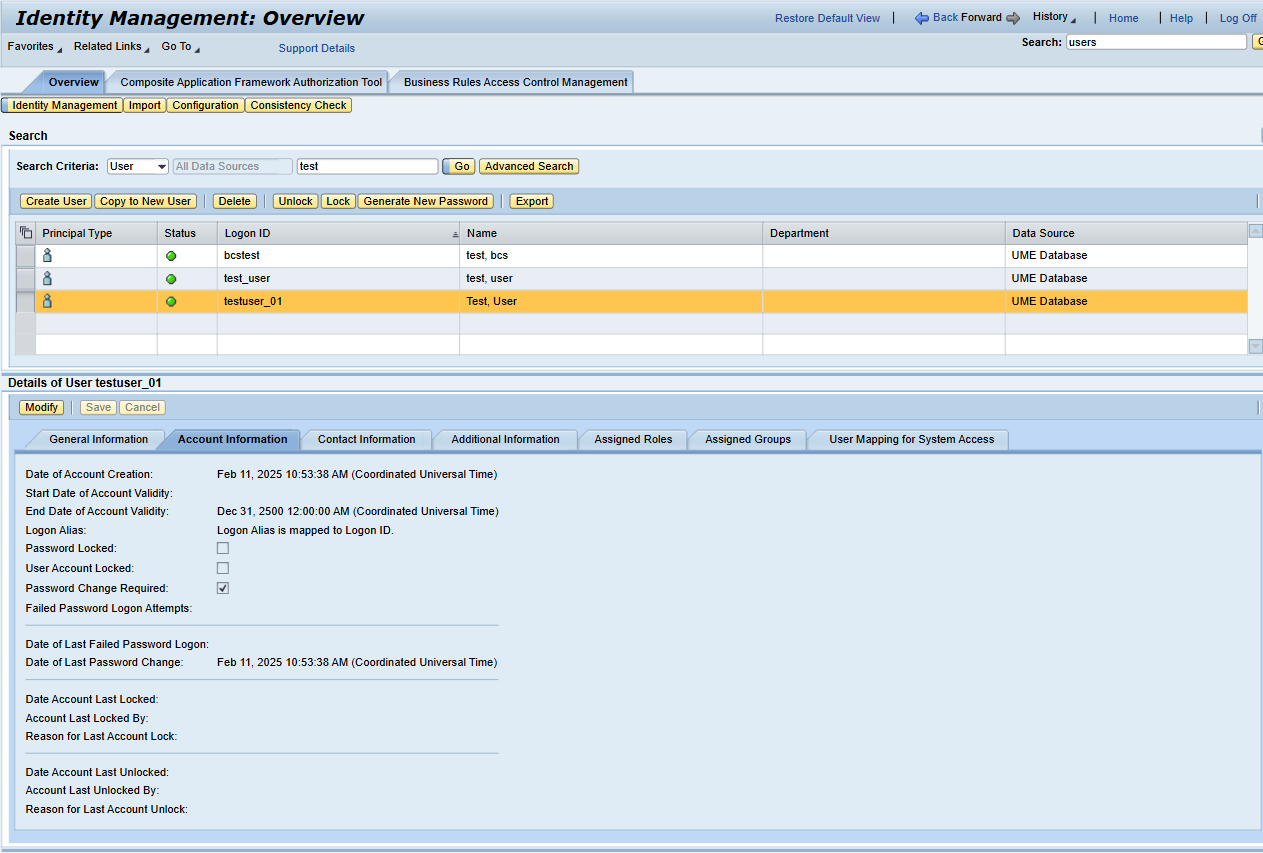 Identity Management: Overview
Restore Default View | Back Forward History | Home | Help | Log Off
Favorites Related Links Go To Support Details
Search: users
Overview Composite Application Framework Authorization Tool Business Rules Access Control Management
Identity Management Import Configuration Consistency Check
Search
Search Criteria: User All Data Sources test Go Advanced Search
Create User Copy to New User Delete Unlock Lock Generate New Password Export
Principal Type Status Logon ID Name Department Data Source
bcstest test, bcs UME Database
test_user test, user UME Database
testuser_01 Test, User UME Database
Details of User testuser_01
Modify Save Cancel
General Information Account Information Contact Information Additional Information Assigned Roles Assigned Groups User Mapping for System Access
Date of Account Creation: Feb 11, 2025 10:53:38 AM (Coordinated Universal Time)
Start Date of Account Validity:
End Date of Account Validity: Dec 31, 2500 12:00:00 AM (Coordinated Universal Time)
Logon Alias: Logon Alias is mapped to Logon ID.
Password Locked:
User Account Locked:
Password Change Required:
Failed Password Logon Attempts:
Date of Last Failed Password Logon:
Date of Last Password Change: Feb 11, 2025 10:53:38 AM (Coordinated Universal Time)
Date Account Last Locked:
Account Last Locked By:
Reason for Last Account Lock:
Date Account Last Unlocked:
Account Last Unlocked By:
Reason for Last Account Unlock: